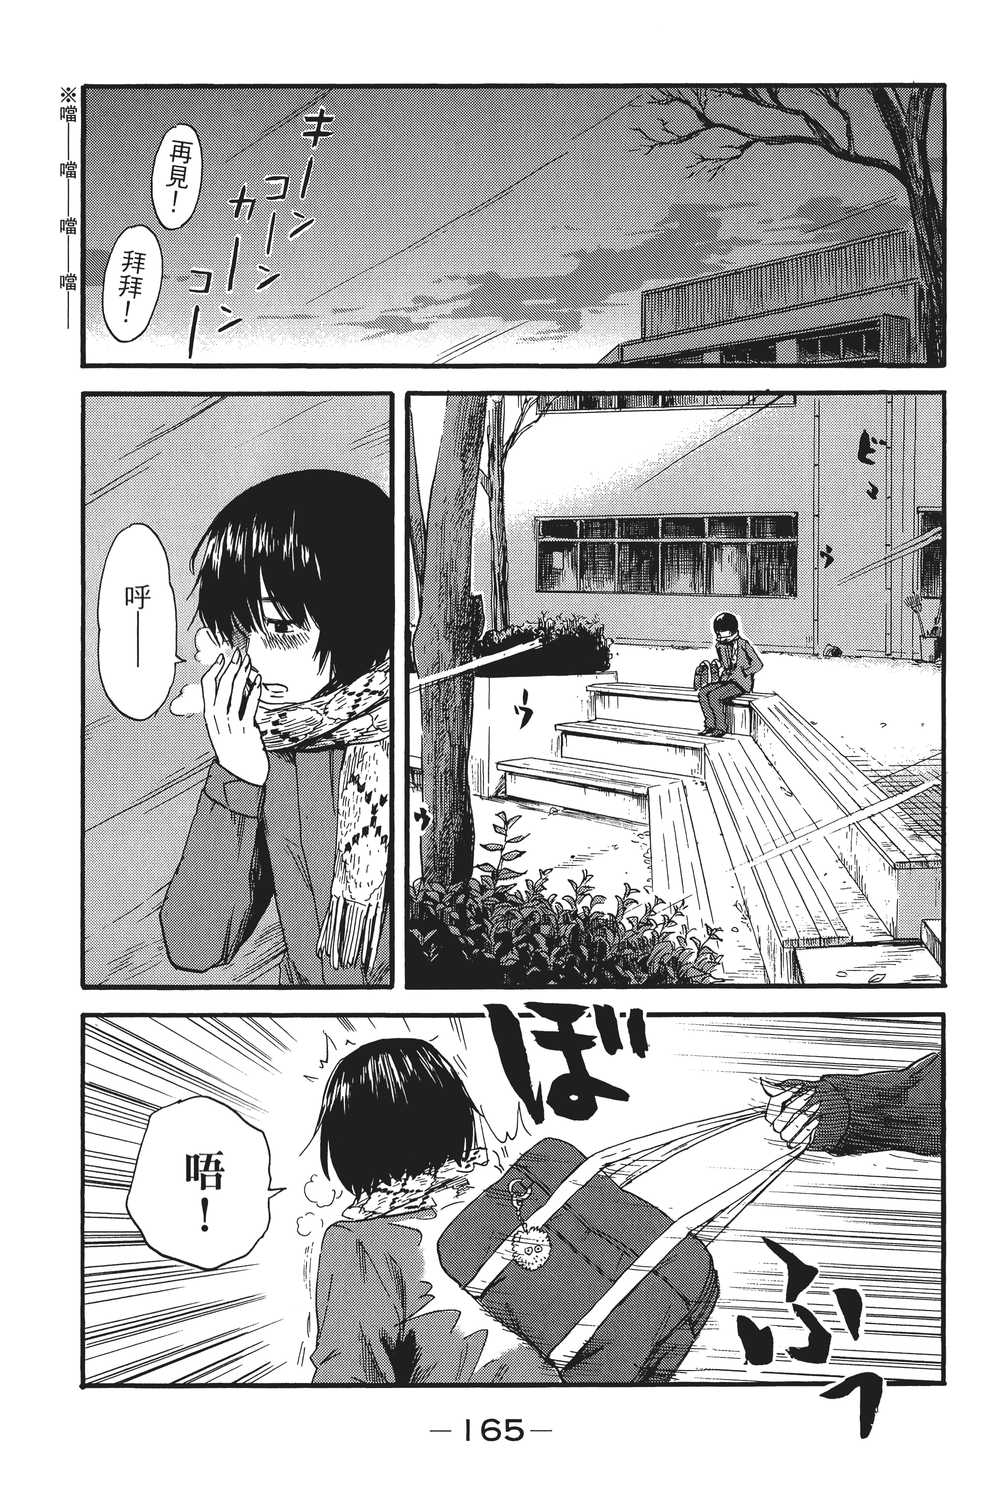 キーン
コーン
カーン
コーン
再見！
拜拜！
※噹——噹——噹——噹——
ビュ
ゥゥ
ゥ
呼——
ぼふっ
唔！
—165—